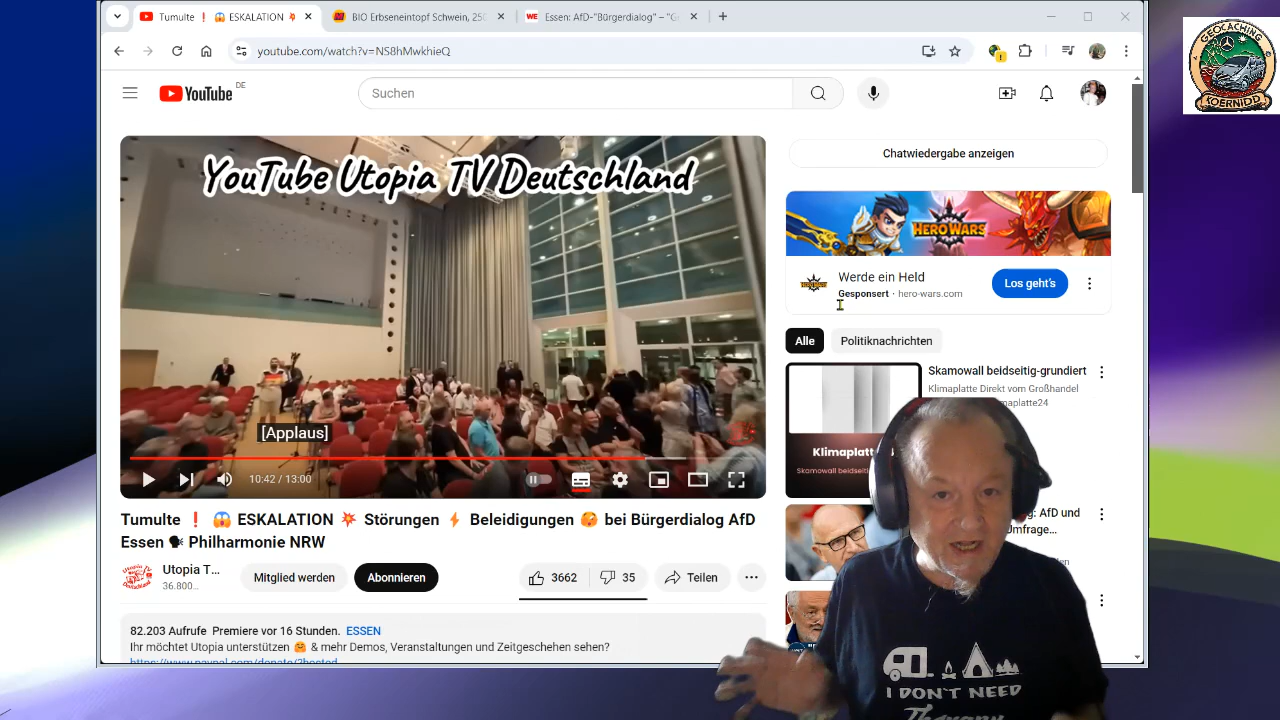 Tumulte ❗ 😱 ESKALATION 💥
BIO Erbseneintopf Schwein, 250
Essen: AfD-"Bürgerdialog" – "Gr
youtube.com/watch?v=NS8hMwkhieQ
YouTube DE
Suchen
GEOCACHING
KOERNIDD
YouTube Utopia TV Deutschland
[Applaus]
10:42 / 13:00
Tumulte ❗ 😱 ESKALATION 💥 Störungen ⚡ Beleidigungen 🥵 bei Bürgerdialog AfD
Essen 🗣 Philharmonie NRW
Utopia T...
36.800...
Mitglied werden
Abonnieren
3662
35
Teilen
82.203 Aufrufe Premiere vor 16 Stunden. ESSEN
Ihr möchtet Utopia unterstützen 🤗 & mehr Demos, Veranstaltungen und Zeitgeschehen sehen?
Chatwiedergabe anzeigen
HERO WARS
Werde ein Held
Gesponsert · hero-wars.com
Los geht's
Alle
Politiknachrichten
Skamowall beidseitig-grundiert
Klimaplatte Direkt vom Großhandel
maplatte24
Klimaplatt
Skamowall beidseiti
: AfD und
Umfrage...
I DON'T NEED
Therapy